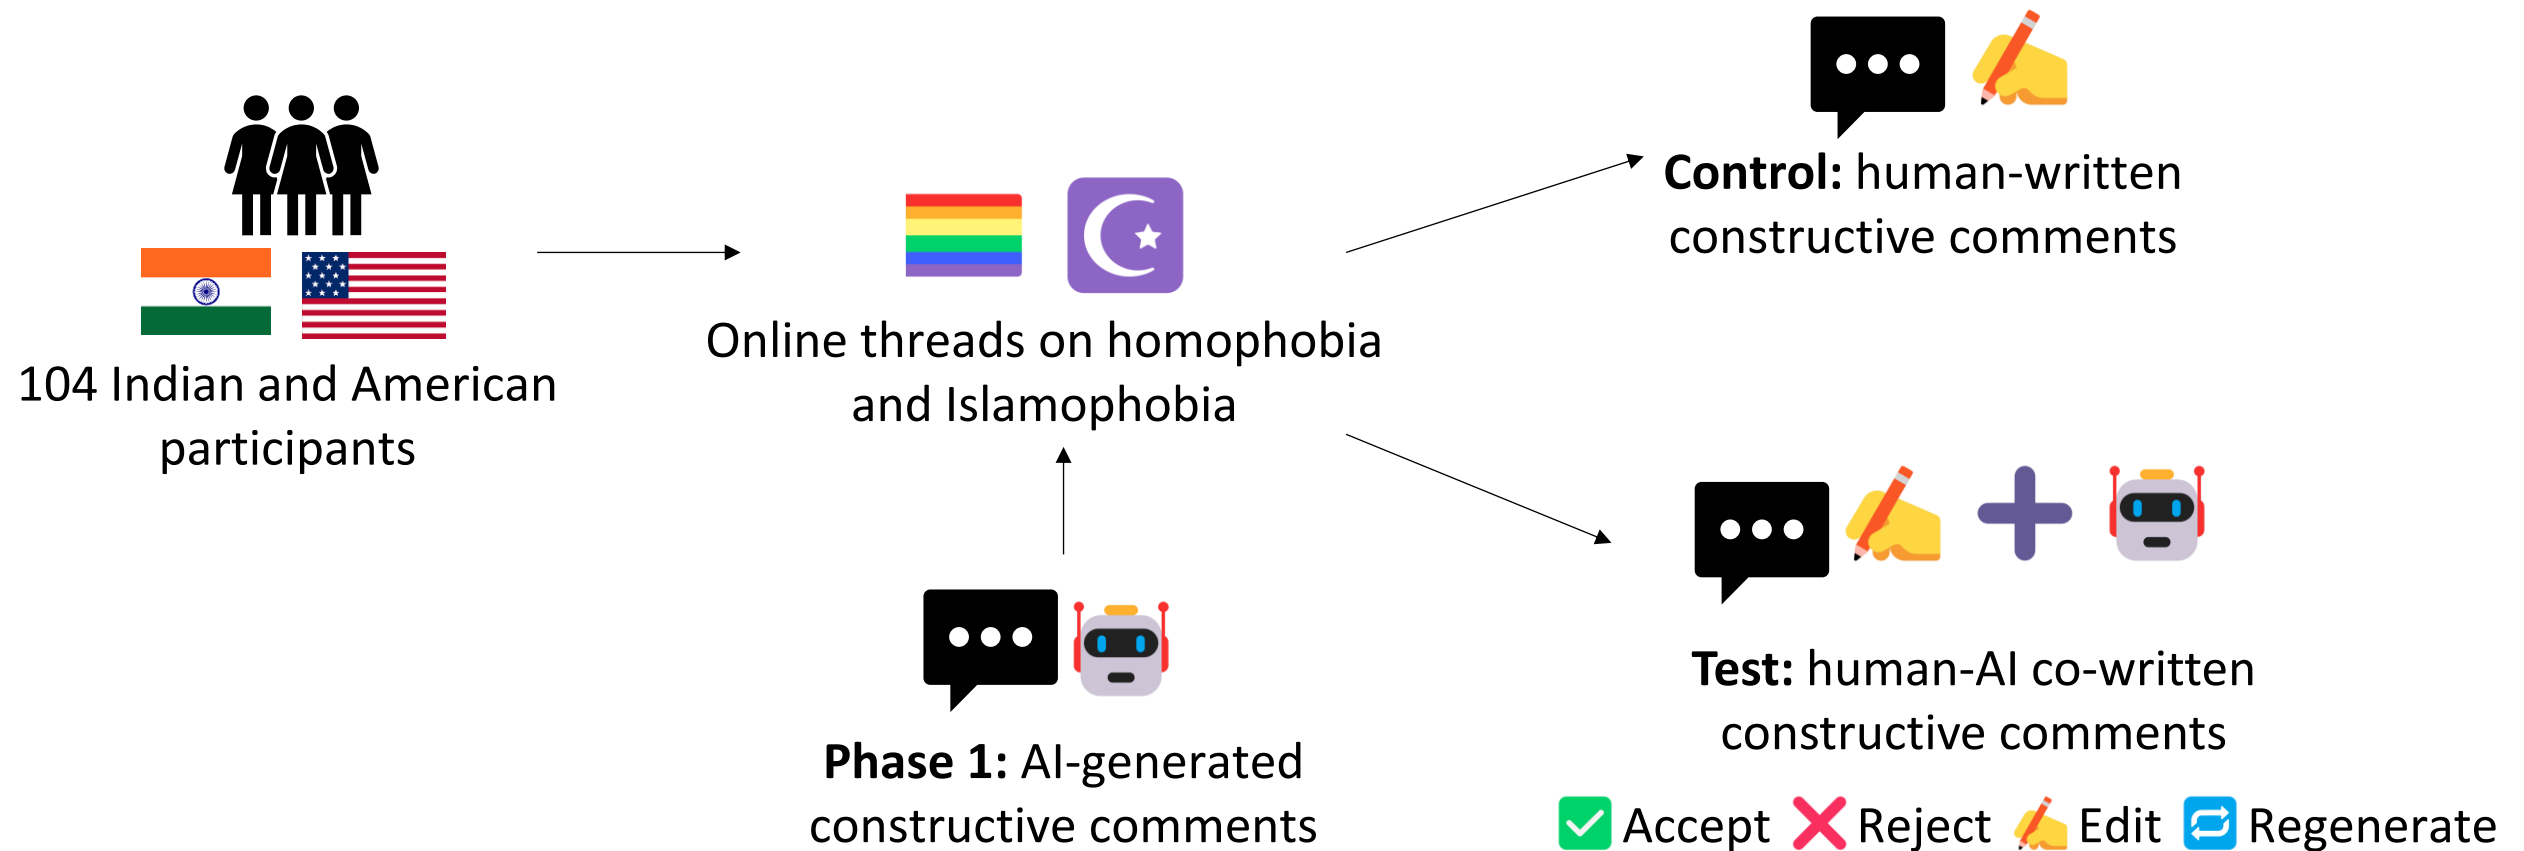 104 Indian and American
participants
Online threads on homophobia
and Islamophobia
Phase 1: AI-generated
constructive comments
Control: human-written
constructive comments
Test: human-AI co-written
constructive comments
Accept Reject Edit Regenerate